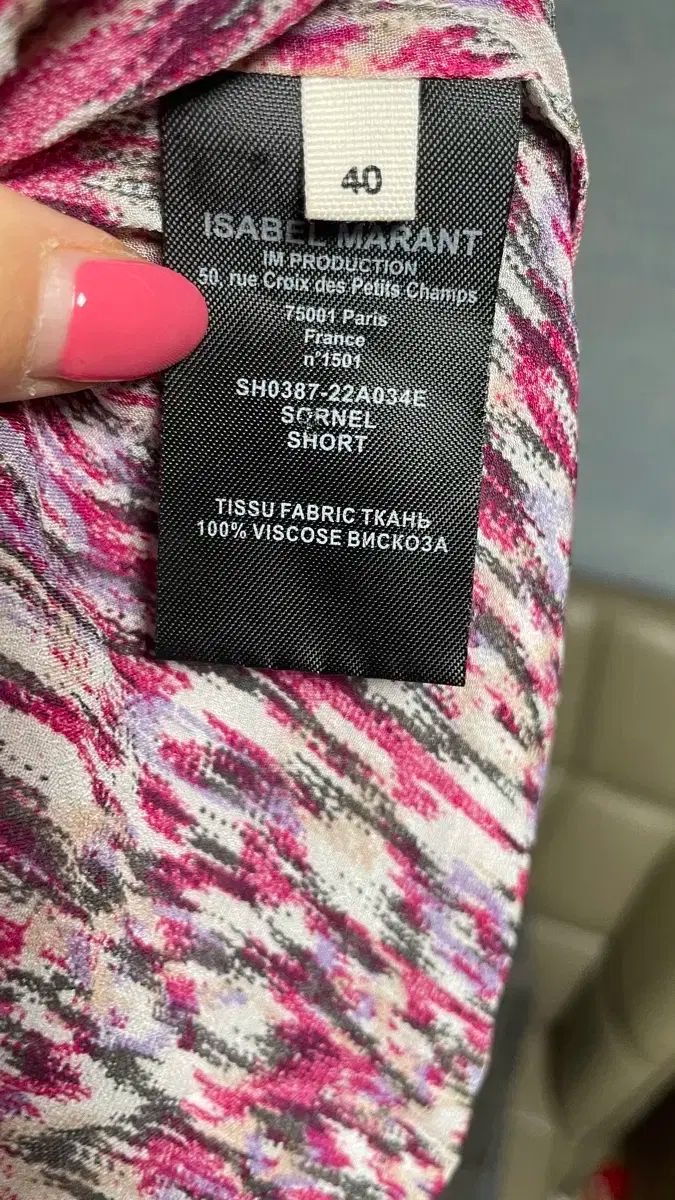 40
ISABEL MARANT
IM PRODUCTION
50, rue Croix des Petits Champs
75001 Paris
France
n°1501
SH0387-22A034E
SORNEL
SHORT
TISSU FABRIC ТКАНЬ
100% VISCOSE ВИСКОЗА